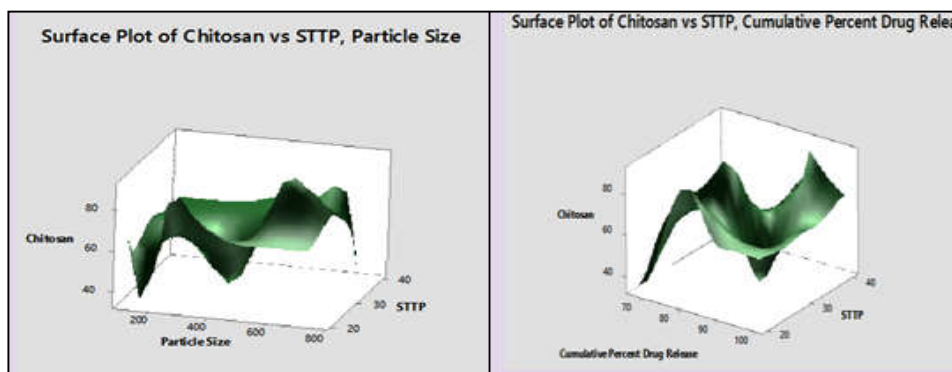 Surface Plot of Chitosan vs STTP, Particle Size
80
60
40
Chitosan
200
400
600
800
Particle Size
20
30
40
STTP
Surface Plot of Chitosan vs STTP, Cumulative Percent Drug Relea
80
60
40
Chitosan
70
80
90
100
Cumulative Percent Drug Release
20
30
40
STTP